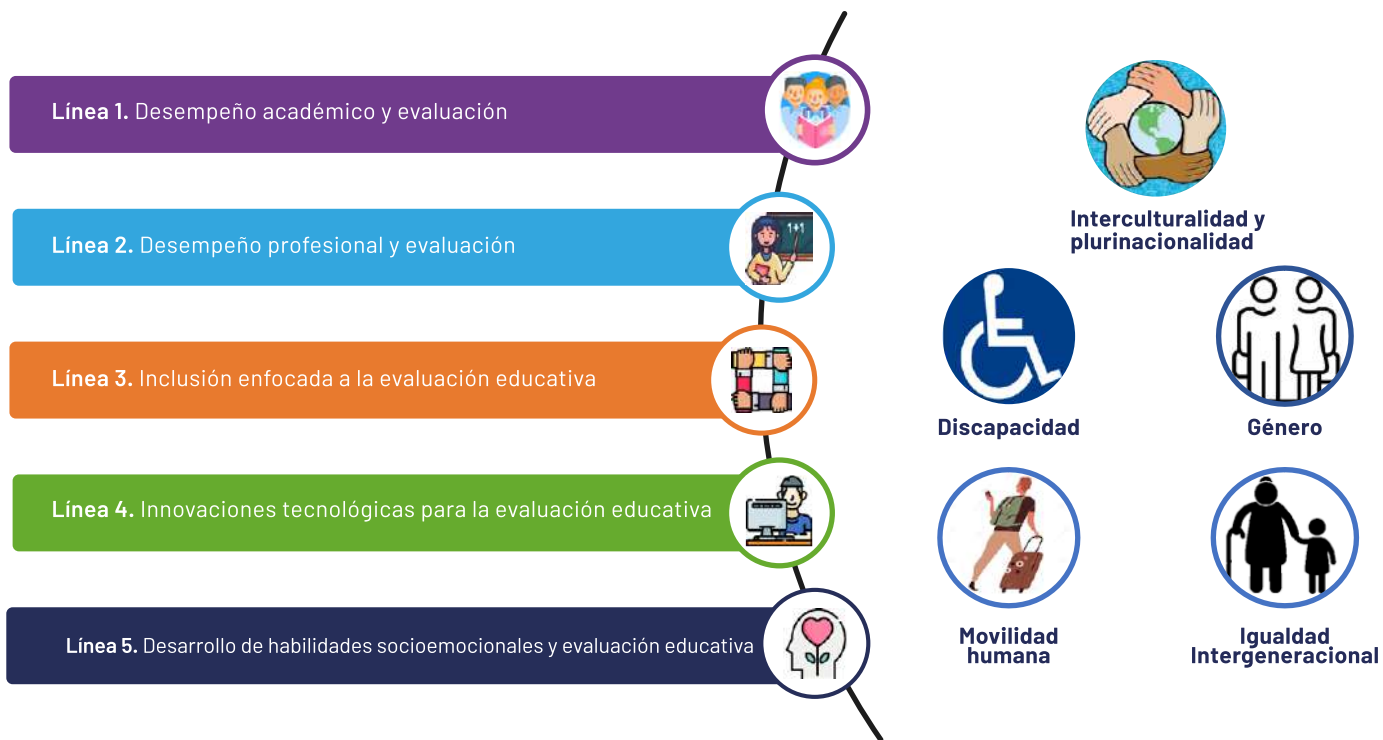 Línea 1. Desempeño académico y evaluación
Línea 2. Desempeño profesional y evaluación
1+1
Línea 3. Inclusión enfocada a la evaluación educativa
Línea 4. Innovaciones tecnológicas para la evaluación educativa
Línea 5. Desarrollo de habilidades socioemocionales y evaluación educativa
Interculturalidad y
plurinacionalidad
Discapacidad
Género
Movilidad
humana
Igualdad
Intergeneracional